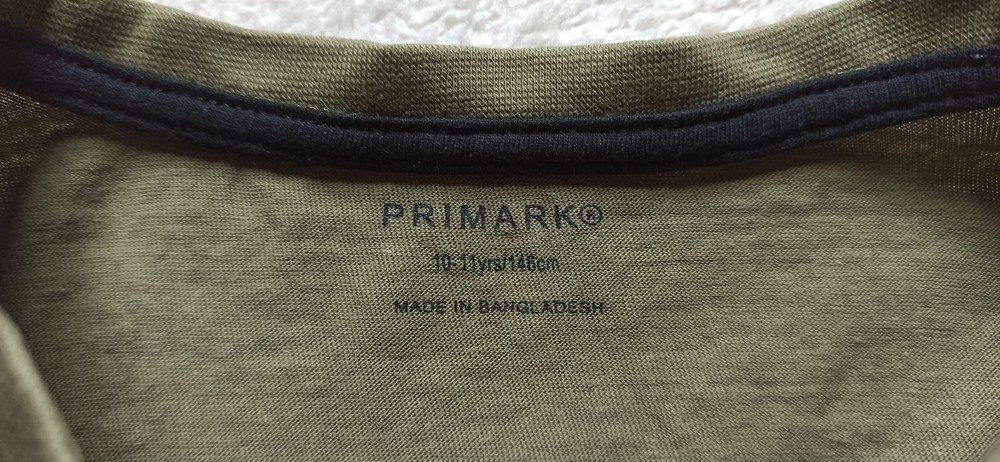 PRIMARK®
10-11yrs/146cm
MADE IN BANGLADESH